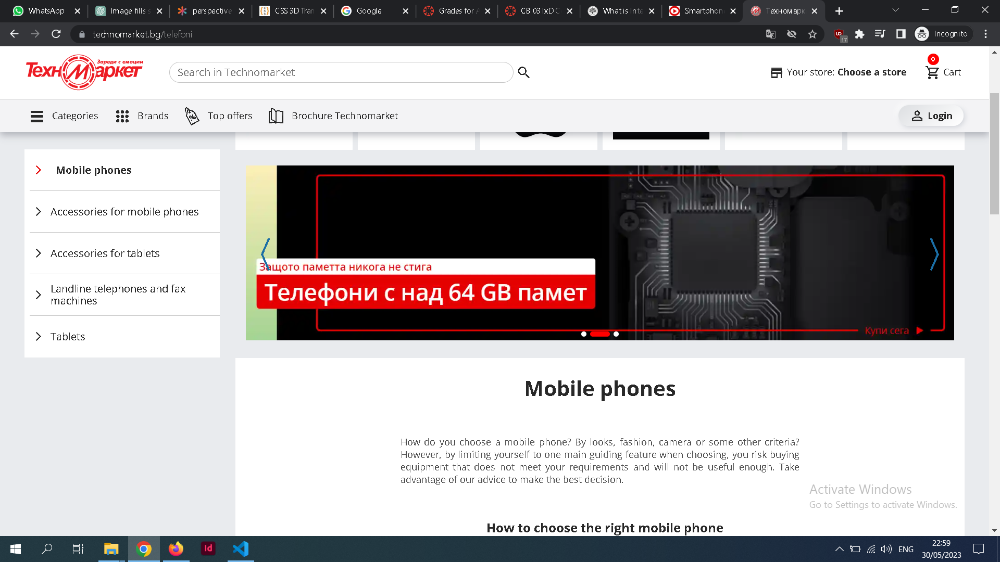 WhatsApp
Image fills s
perspective
CSS 3D Tran
Google
Grades for A
CB 03 IxD C
What is Inte
Smartphon
Техномарк
technomarket.bg/telefoni
17
Incognito
Зареди с емоции
ТехноМаркет
Search in Technomarket
Your store: Choose a store
0
Cart
Categories
Brands
Top offers
Brochure Technomarket
Login
Mobile phones
Accessories for mobile phones
Accessories for tablets
Landline telephones and fax
machines
Tablets
Защото паметта никога не стига
Телефони с над 64 GB памет
Купи сега
Mobile phones
How do you choose a mobile phone? By looks, fashion, camera or some other criteria?
However, by limiting yourself to one main guiding feature when choosing, you risk buying
equipment that does not meet your requirements and will not be useful enough. Take
advantage of our advice to make the best decision.
Activate Windows
Go to Settings to activate Windows.
How to choose the right mobile phone
Id
ENG
22:59
30/05/2023